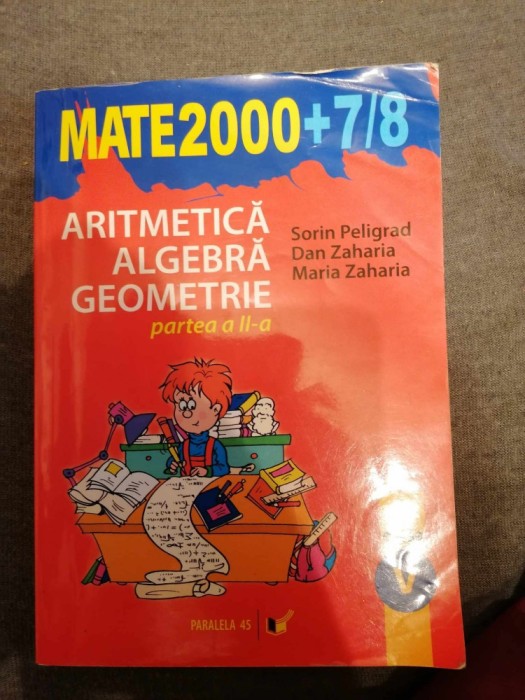 MATE2000+7/8
ARITMETICĂ
ALGEBRĂ
GEOMETRIE
partea a II-a
Sorin Peligrad
Dan Zaharia
Maria Zaharia
V
PARALELA 45